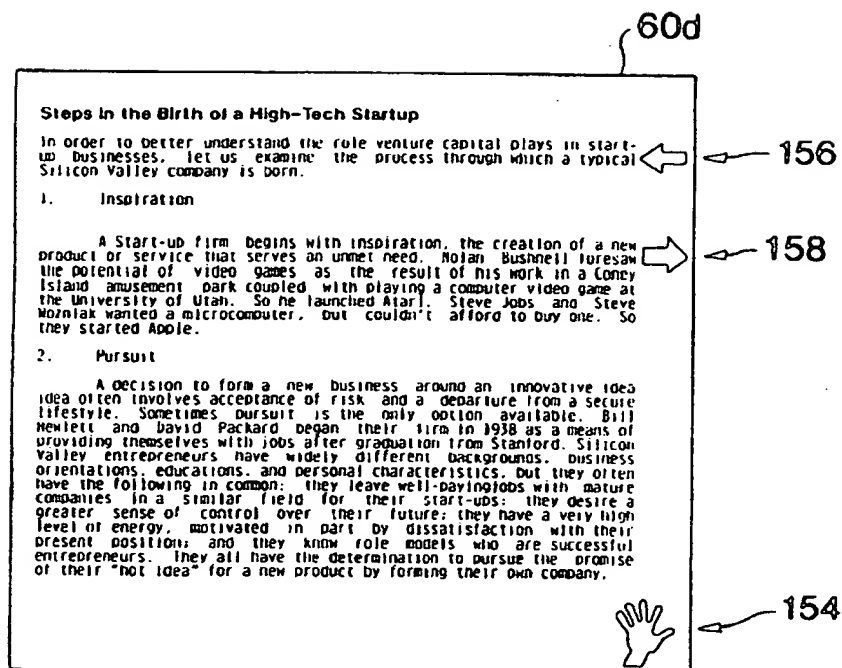 60d
Steps in the Birth of a High-Tech Startup
In order to better understand the role venture capital plays in start-
up businesses, let us examine the process through which a typical
Silicon Valley company is born.
156
1. Inspiration
A Start-up firm begins with inspiration, the creation of a new
product or service that serves an unmet need. Nolan Bushnell foresaw
158
the potential of video games as the result of his work in a Coney
Island amusement park coupled with playing a computer video game at
the University of Utah. So he launched Atari. Steve Jobs and Steve
Wozniak wanted a microcomputer, but couldn't afford to buy one. So
they started Apple.
2. Pursuit
A decision to form a new business around an innovative idea
idea often involves acceptance of risk and a departure from a secure
lifestyle. Sometimes pursuit is the only option available. Bill
Hewlett and David Packard began their firm in 1938 as a means of
providing themselves with jobs after graduation from Stanford. Silicon
Valley entrepreneurs have widely different backgrounds, business
orientations, educations, and personal characteristics, but they often
have the following in common: they leave well-payingjobs with mature
companies in a similar field for their start-ups; they desire a
greater sense of control over their future; they have a very high
level of energy, motivated in part by dissatisfaction with their
present position; and they know role models who are successful
entrepreneurs. They all have the determination to pursue the promise
of their "hot idea" for a new product by forming their own company.
154